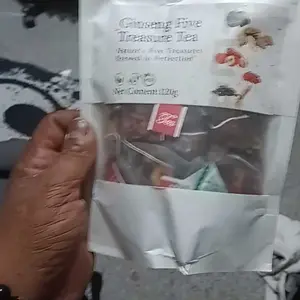 Ginseng Five
Treasure Tea
Nature's Five Treasures
Brewed to Perfection
Net Content: 120g